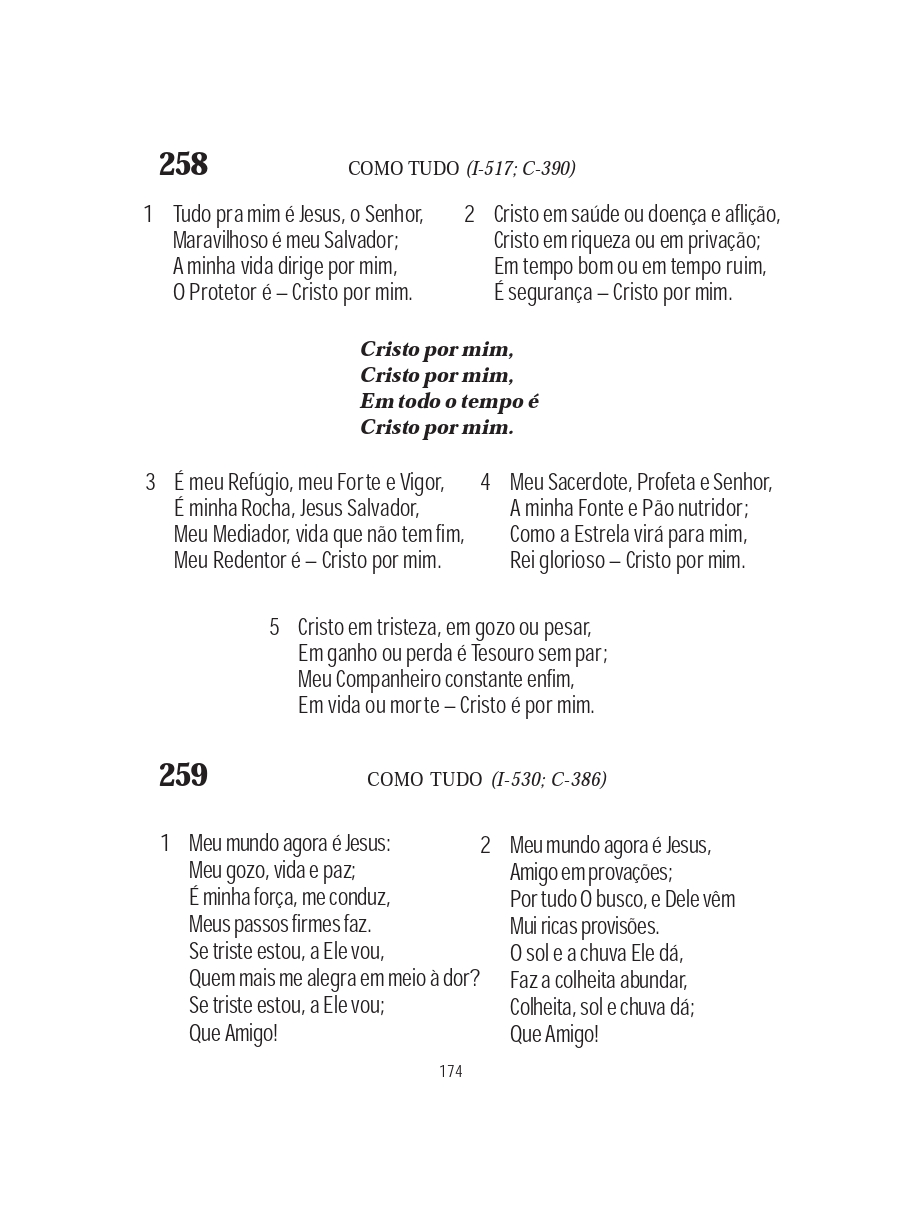 258
COMO TUDO (I-517; C-390)
1 Tudo pra mim é Jesus, o Senhor,
Maravilhoso é meu Salvador;
A minha vida dirige por mim,
O Protetor é – Cristo por mim.
2 Cristo em saúde ou doença e aflição,
Cristo em riqueza ou em privação;
Em tempo bom ou em tempo ruim,
É segurança – Cristo por mim.
Cristo por mim,
Cristo por mim,
Em todo o tempo é
Cristo por mim.
3 É meu Refúgio, meu Forte e Vigor,
É minha Rocha, Jesus Salvador,
Meu Mediador, vida que não tem fim,
Meu Redentor é – Cristo por mim.
4 Meu Sacerdote, Profeta e Senhor,
A minha Fonte e Pão nutridor;
Como a Estrela virá para mim,
Rei glorioso – Cristo por mim.
5 Cristo em tristeza, em gozo ou pesar,
Em ganho ou perda é Tesouro sem par;
Meu Companheiro constante enfim,
Em vida ou morte – Cristo é por mim.
259
COMO TUDO (I-530; C-386)
1 Meu mundo agora é Jesus:
Meu gozo, vida e paz;
É minha força, me conduz,
Meus passos firmes faz.
Se triste estou, a Ele vou,
Quem mais me alegra em meio à dor?
Se triste estou, a Ele vou;
Que Amigo!
2 Meu mundo agora é Jesus,
Amigo em provações;
Por tudo O busco, e Dele vêm
Mui ricas provisões.
O sol e a chuva Ele dá,
Faz a colheita abundar,
Colheita, sol e chuva dá;
Que Amigo!
174